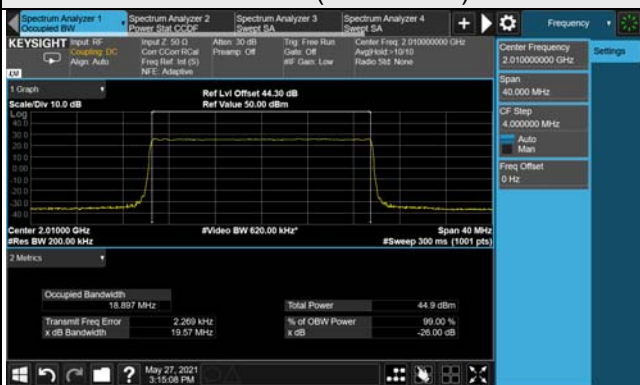 Spectrum Analyzer 1
Occupied BW
Spectrum Analyzer 2
Power Stat CCDF
Spectrum Analyzer 3
Swept SA
Spectrum Analyzer 4
Swept SA
Frequency
KEYSIGHT
Input: RF
Coupling: DC
Align: Auto
Input Z: 50 Ω
Corr CCorr RCal
Freq Ref: Int (S)
NFE: Adaptive
Atten: 30 dB
Preamp: Off
Trig: Free Run
Gate: Off
#IF Gain: Low
Center Freq: 2.010000000 GHz
Avg|Hold:>10/10
Radio Std: None
Center Frequency
2.010000000 GHz
Settings
Span
40.000 MHz
CF Step
4.000000 MHz
Auto
Man
Freq Offset
0 Hz
1 Graph
Ref Lvl Offset 44.30 dB
Scale/Div 10.0 dB
Ref Value 50.00 dBm
Log
40.0
30.0
20.0
10.0
0.00
-10.0
-20.0
-30.0
-40.0
Center 2.01000 GHz
#Video BW 620.00 kHz*
Span 40 MHz
#Res BW 200.00 kHz
#Sweep 300 ms (1001 pts)
2 Metrics
Occupied Bandwidth
18.897 MHz
Total Power
44.9 dBm
Transmit Freq Error
2.269 kHz
% of OBW Power
99.00 %
x dB Bandwidth
19.57 MHz
x dB
-26.00 dB
May 27, 2021
3:15:08 PM